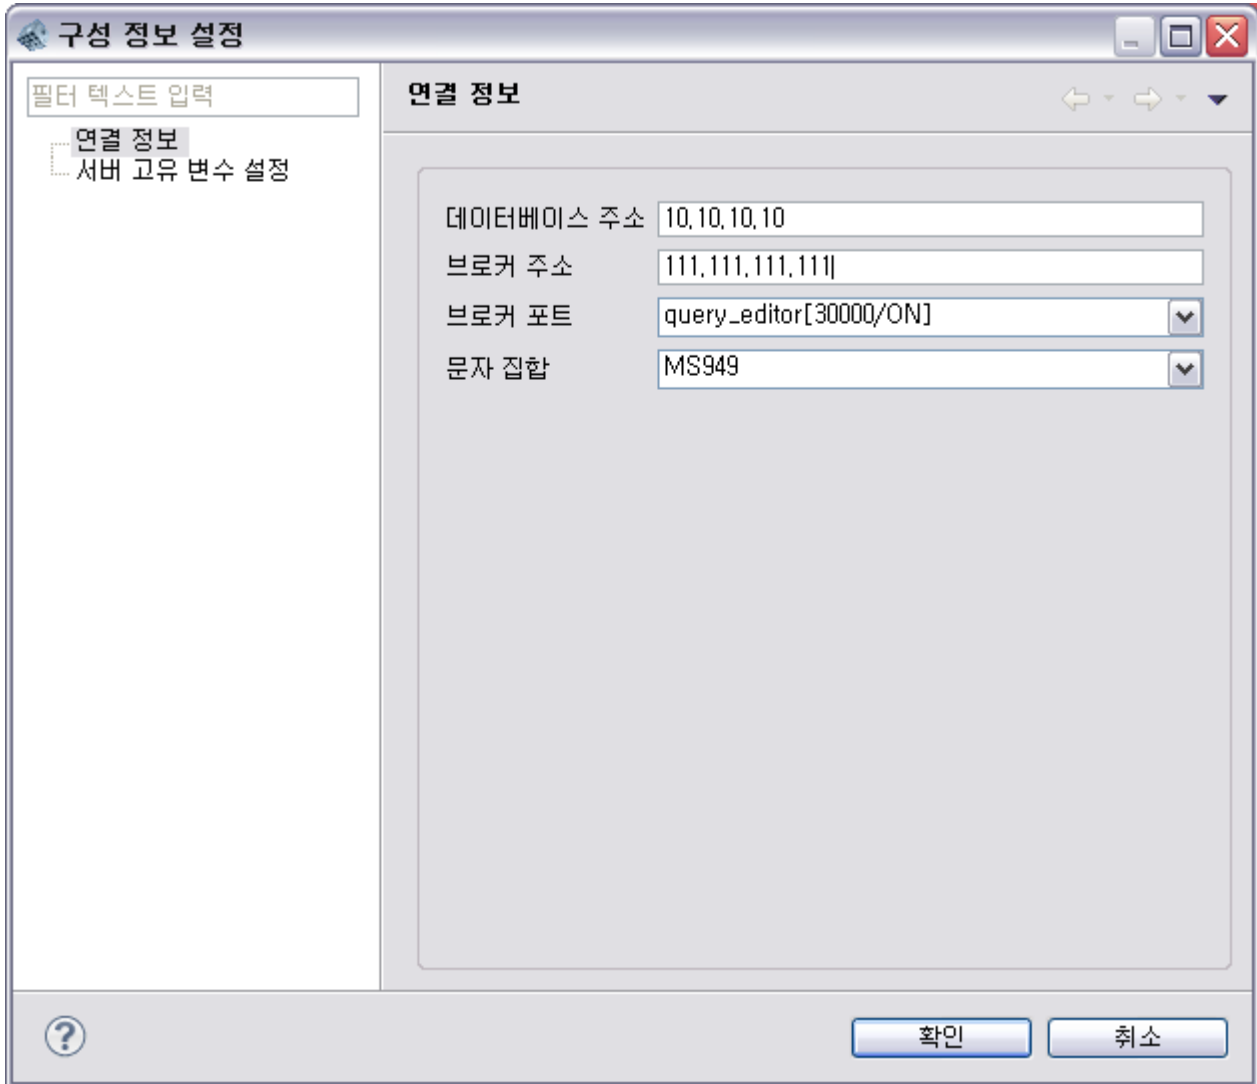 구성 정보 설정
필터 텍스트 입력
연결 정보
서버 고유 변수 설정
연결 정보
데이터베이스 주소 10,10,10,10
브로커 주소 111,111,111,111
브로커 포트 query_editor[30000/ON]
문자 집합 MS949
확인 취소